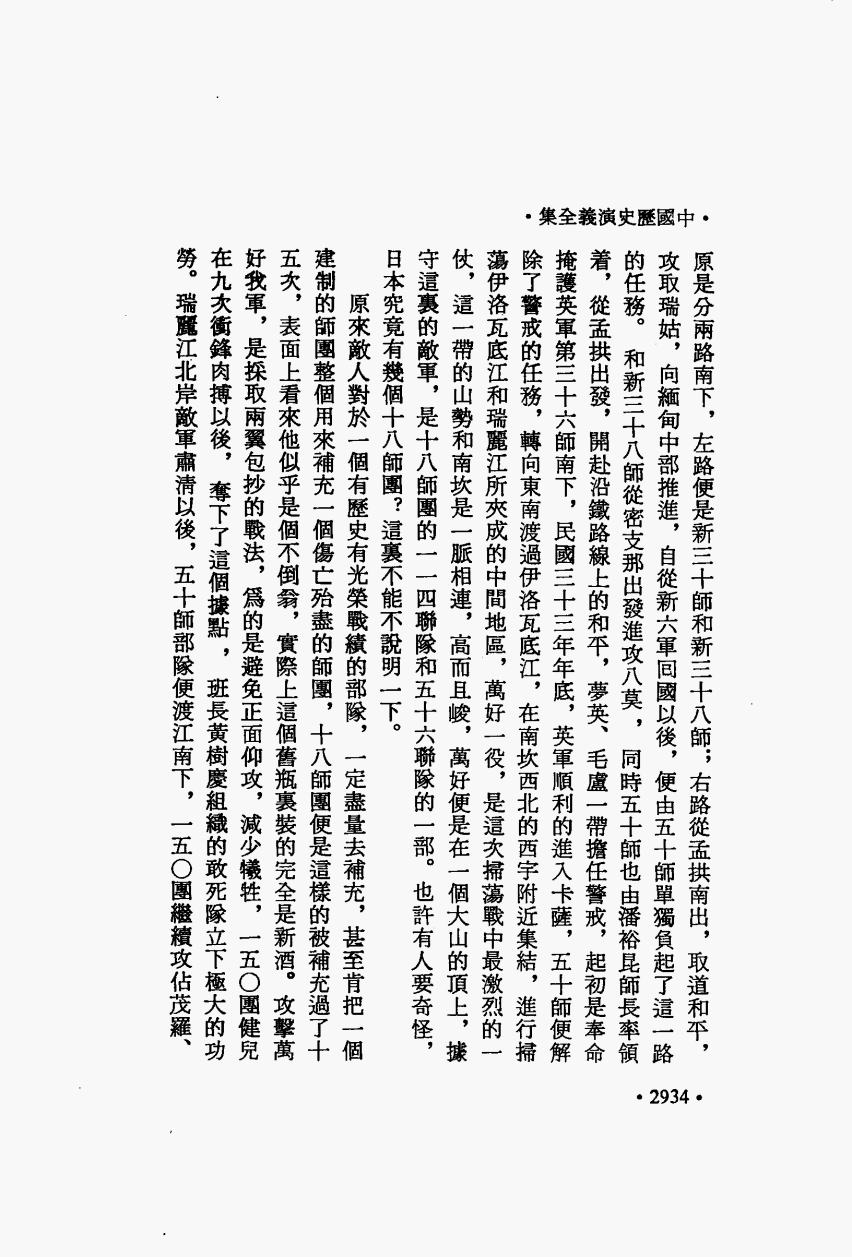 •中國歷史演義全集•
原是分兩路南下，左路便是新三十師和新三十八師；右路從孟拱南出，取道和平，
攻取瑞姑，向緬甸中部推進，自從新六軍囘國以後，便由五十師單獨負起了這一路
的任務。和新三十八師從密支那出發進攻八莫，同時五十師也由潘裕昆師長率領
着，從孟拱出發，開赴沿鐵路線上的和平，夢英、毛盧一帶擔任警戒，起初是奉命
掩護英軍第三十六師南下，民國三十三年年底，英軍順利的進入卡薩，五十師便解
除了警戒的任務，轉向東南渡過伊洛瓦底江，在南坎西北的西宇附近集結，進行掃
蕩伊洛瓦底江和瑞麗江所夾成的中間地區，萬好一役，是這次掃蕩戰中最激烈的一
仗，這一帶的山勢和南坎是一脈相連，高而且峻，萬好便是在一個大山的頂上，據
守這裏的敵軍，是十八師團的一一四聯隊和五十六聯隊的一部。也許有人要奇怪，
日本究竟有幾個十八師團？這裏不能不說明一下。
原來敵人對於一個有歷史有光榮戰績的部隊，一定盡量去補充，甚至肯把一個
建制的師團整個用來補充一個傷亡殆盡的師團，十八師團便是這樣的被補充過了十
五次，表面上看來他似乎是個不倒翁，實際上這個舊瓶裏裝的完全是新酒。攻擊萬
好我軍，是採取兩翼包抄的戰法，爲的是避免正面仰攻，減少犧牲，一五〇團健兒
在九次衝鋒肉搏以後，奪下了這個據點，班長黃樹慶組織的敢死隊立下極大的功
勞。瑞麗江北岸敵軍肅清以後，五十師部隊便渡江南下，一五〇團繼續攻佔茂羅、
•2934•